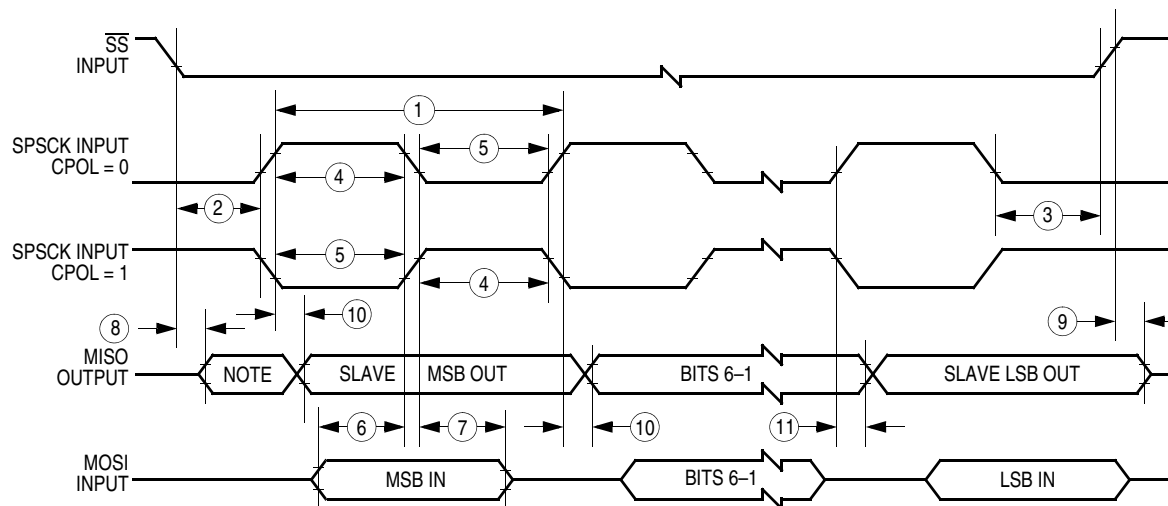 SS
INPUT
1
SPSCK INPUT
CPOL = 0
5
4
2
3
SPSCK INPUT
CPOL = 1
5
4
8
10
9
MISO
OUTPUT
NOTE
SLAVE MSB OUT
BITS 6–1
SLAVE LSB OUT
6
7
10
11
MOSI
INPUT
MSB IN
BITS 6–1
LSB IN